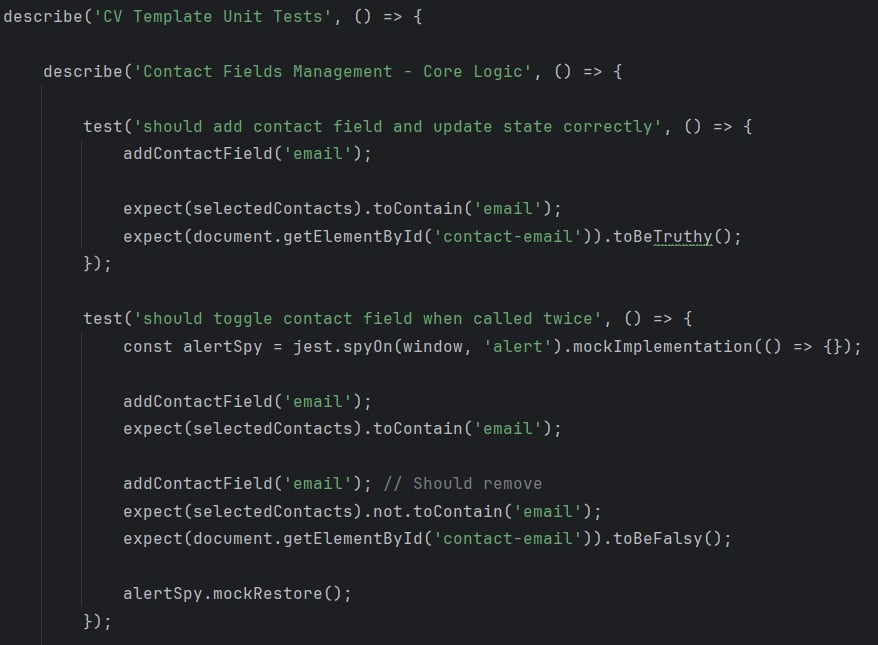 describe('CV Template Unit Tests', () => {
describe('Contact Fields Management - Core Logic', () => {
test('should add contact field and update state correctly', () => {
addContactField('email');
expect(selectedContacts).toContain('email');
expect(document.getElementById('contact-email')).toBeTruthy();
});
test('should toggle contact field when called twice', () => {
const alertSpy = jest.spyOn(window, 'alert').mockImplementation(() => {});
addContactField('email');
expect(selectedContacts).toContain('email');
addContactField('email'); // Should remove
expect(selectedContacts).not.toContain('email');
expect(document.getElementById('contact-email')).toBeFalsy();
alertSpy.mockRestore();
});